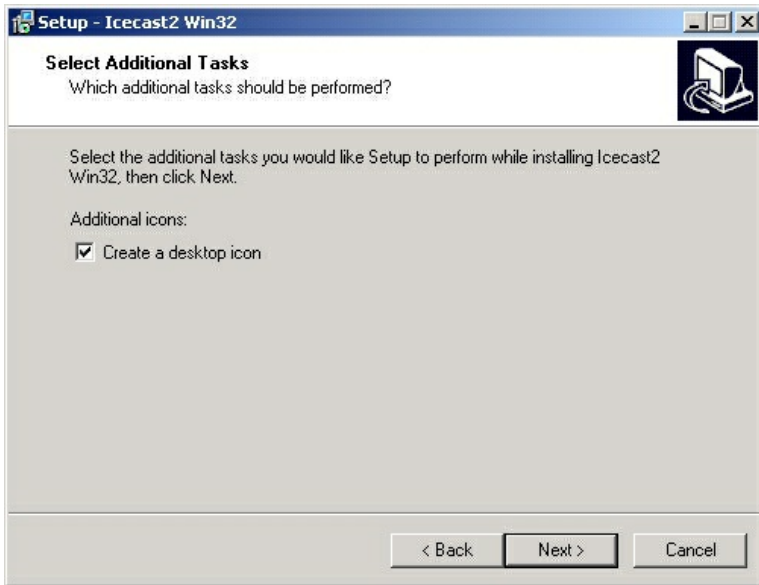 Setup - Icecast2 Win32
Select Additional Tasks
Which additional tasks should be performed?
Select the additional tasks you would like Setup to perform while installing Icecast2
Win32, then click Next.
Additional icons:
Create a desktop icon
< Back
Next >
Cancel